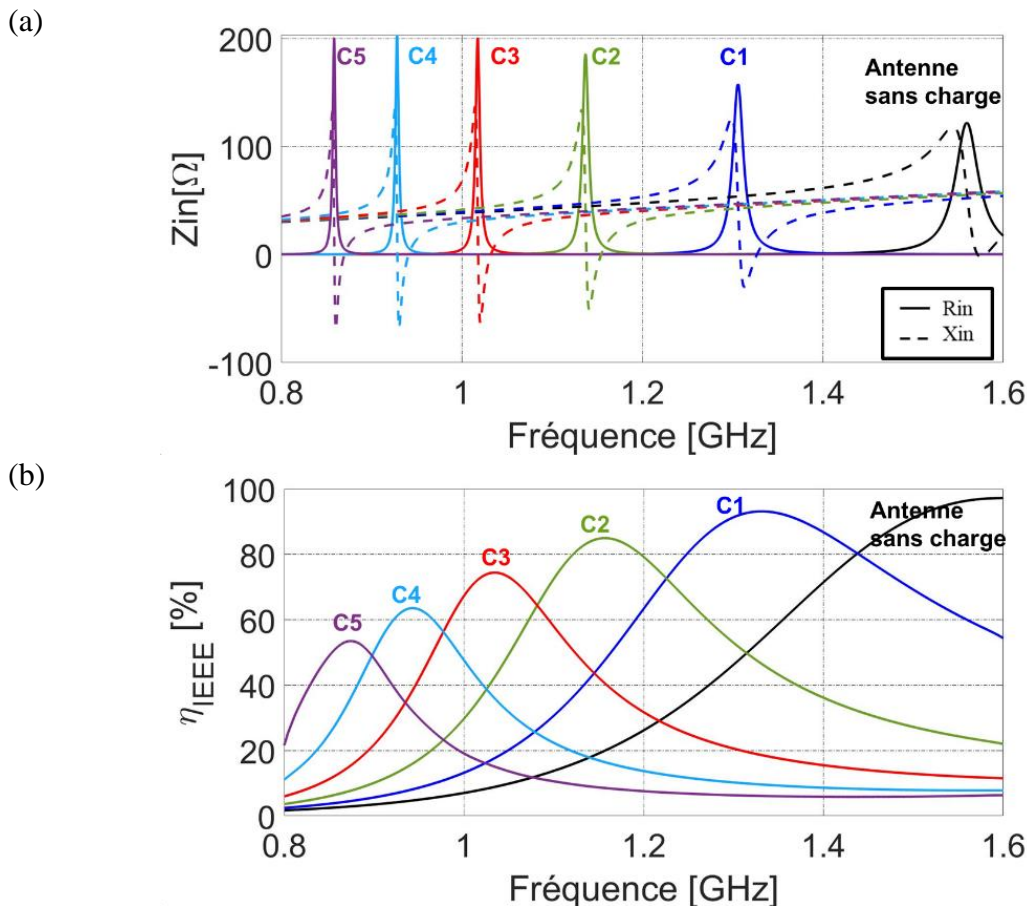 (a)
200
C5
C4
C3
C2
C1
Antenne
sans charge
100
Zin[Ω]
0
Rin
Xin
-100
0.8
1
1.2
1.4
1.6
Fréquence [GHz]
(b)
100
C1
Antenne
sans charge
C2
80
C3
C4
60
C5
ηIEEE [%]
40
20
0
0.8
1
1.2
1.4
1.6
Fréquence [GHz]